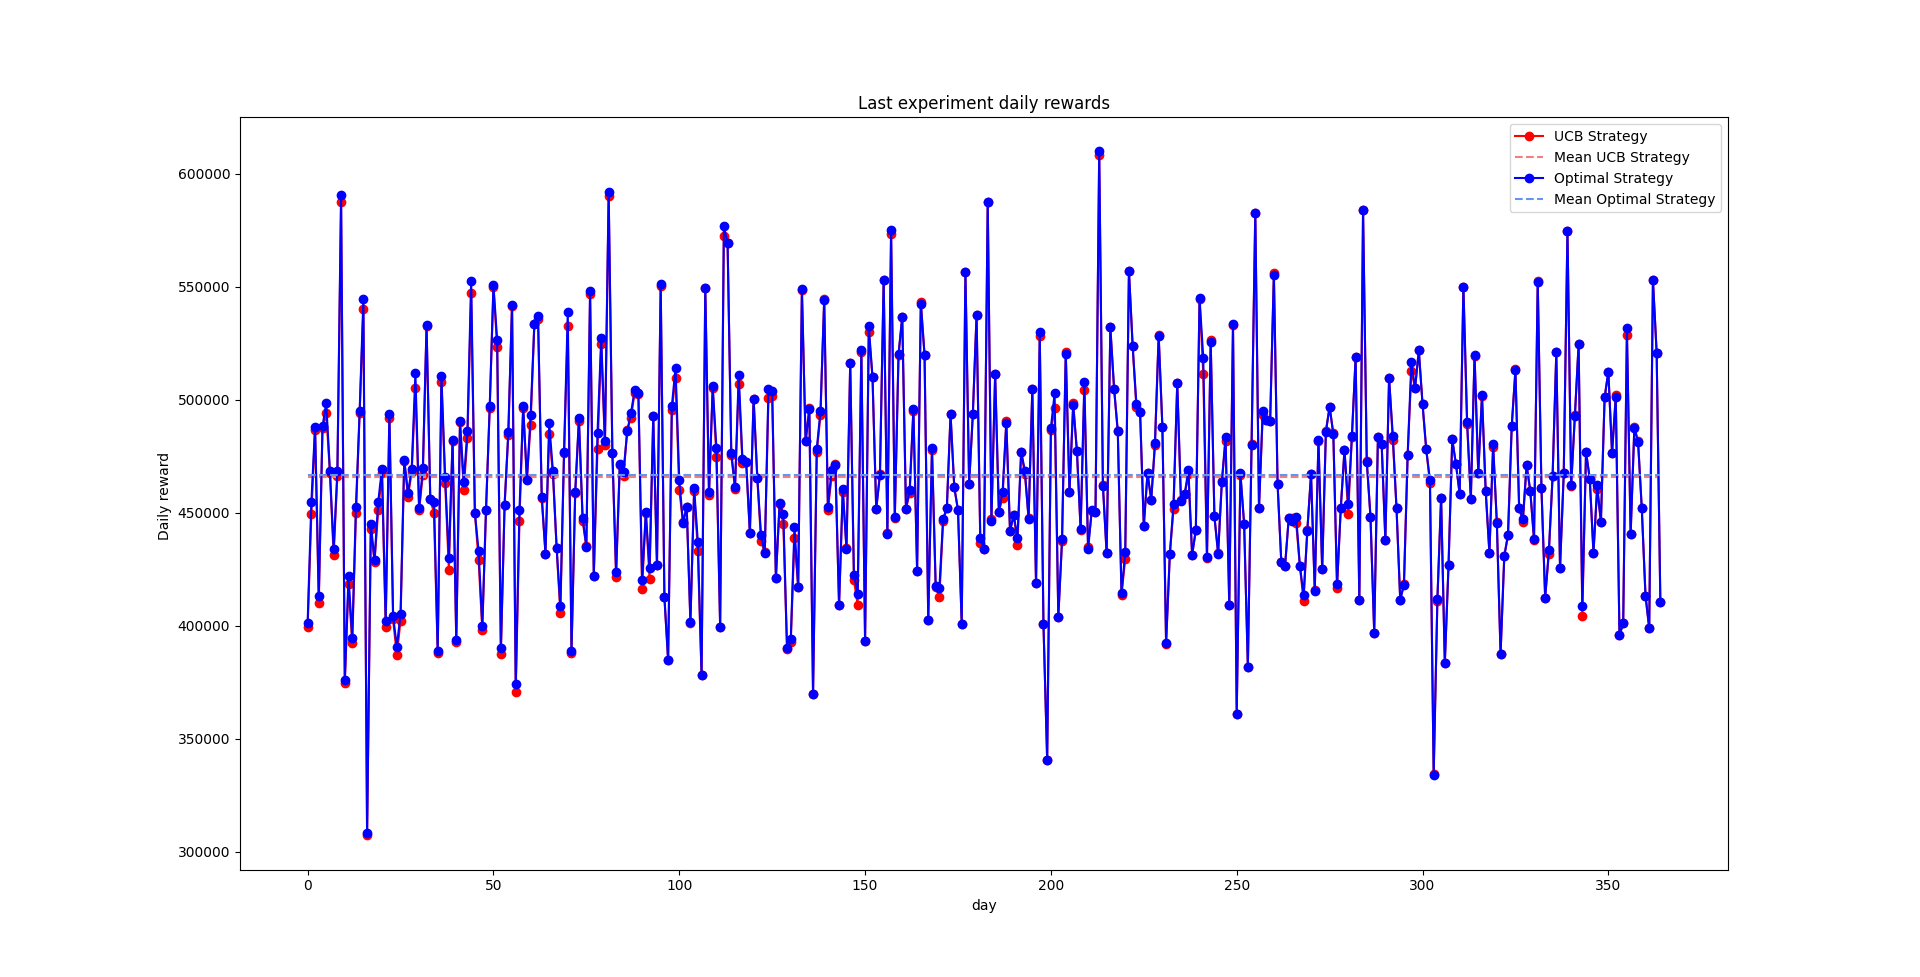 Last experiment daily rewards
UCB Strategy
Mean UCB Strategy
Optimal Strategy
Mean Optimal Strategy
600000
550000
500000
450000
400000
350000
300000
Daily reward
0 50 100 150 200 250 300 350
day